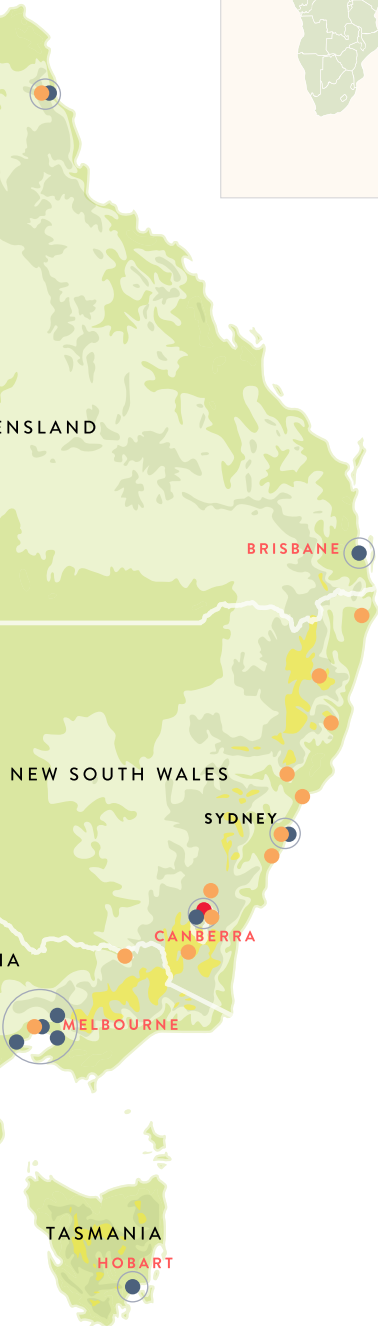 ENSLAND
BRISBANE
NEW SOUTH WALES
SYDNEY
CANBERRA
IA
MELBOURNE
TASMANIA
HOBART